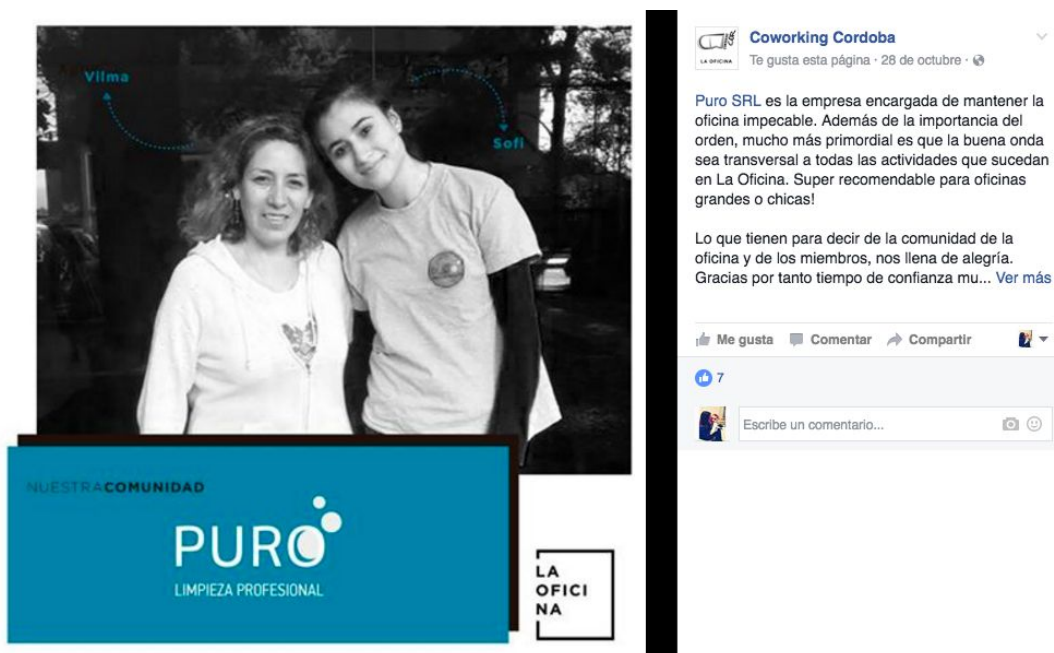 Vilma
Sofi
NUESTRACOMUNIDAD
PURO
LIMPIEZA PROFESIONAL
LA
OFICI
NA
LA OFICINA
Coworking Cordoba
Te gusta esta página · 28 de octubre ·
Puro SRL es la empresa encargada de mantener la
oficina impecable. Además de la importancia del
orden, mucho más primordial es que la buena onda
sea transversal a todas las actividades que sucedan
en La Oficina. Super recomendable para oficinas
grandes o chicas!
Lo que tienen para decir de la comunidad de la
oficina y de los miembros, nos llena de alegría.
Gracias por tanto tiempo de confianza mu... Ver más
Me gusta Comentar Compartir
7
Escribe un comentario...